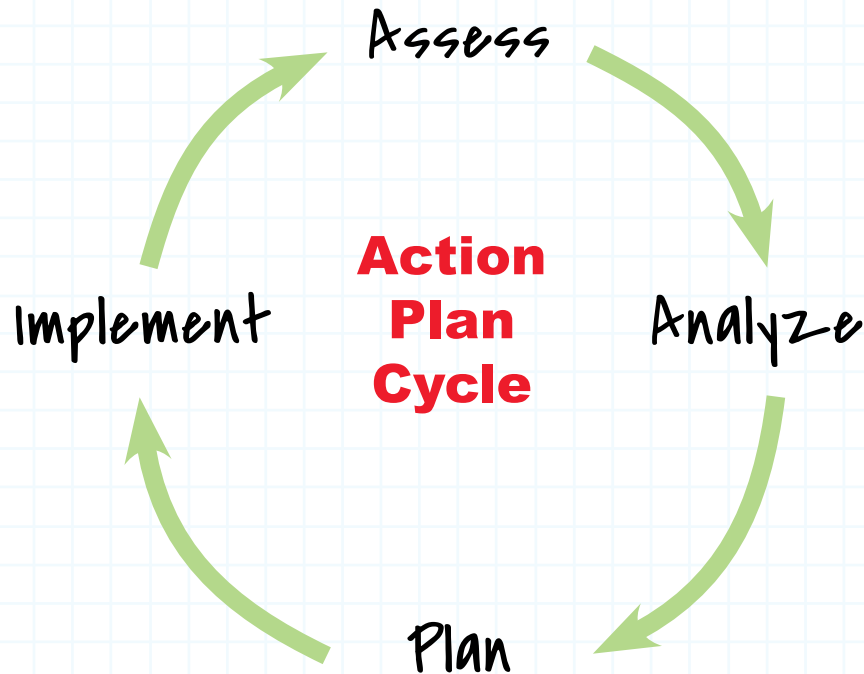 Assess
Action
Plan
Cycle
Implement
Analyze
Plan